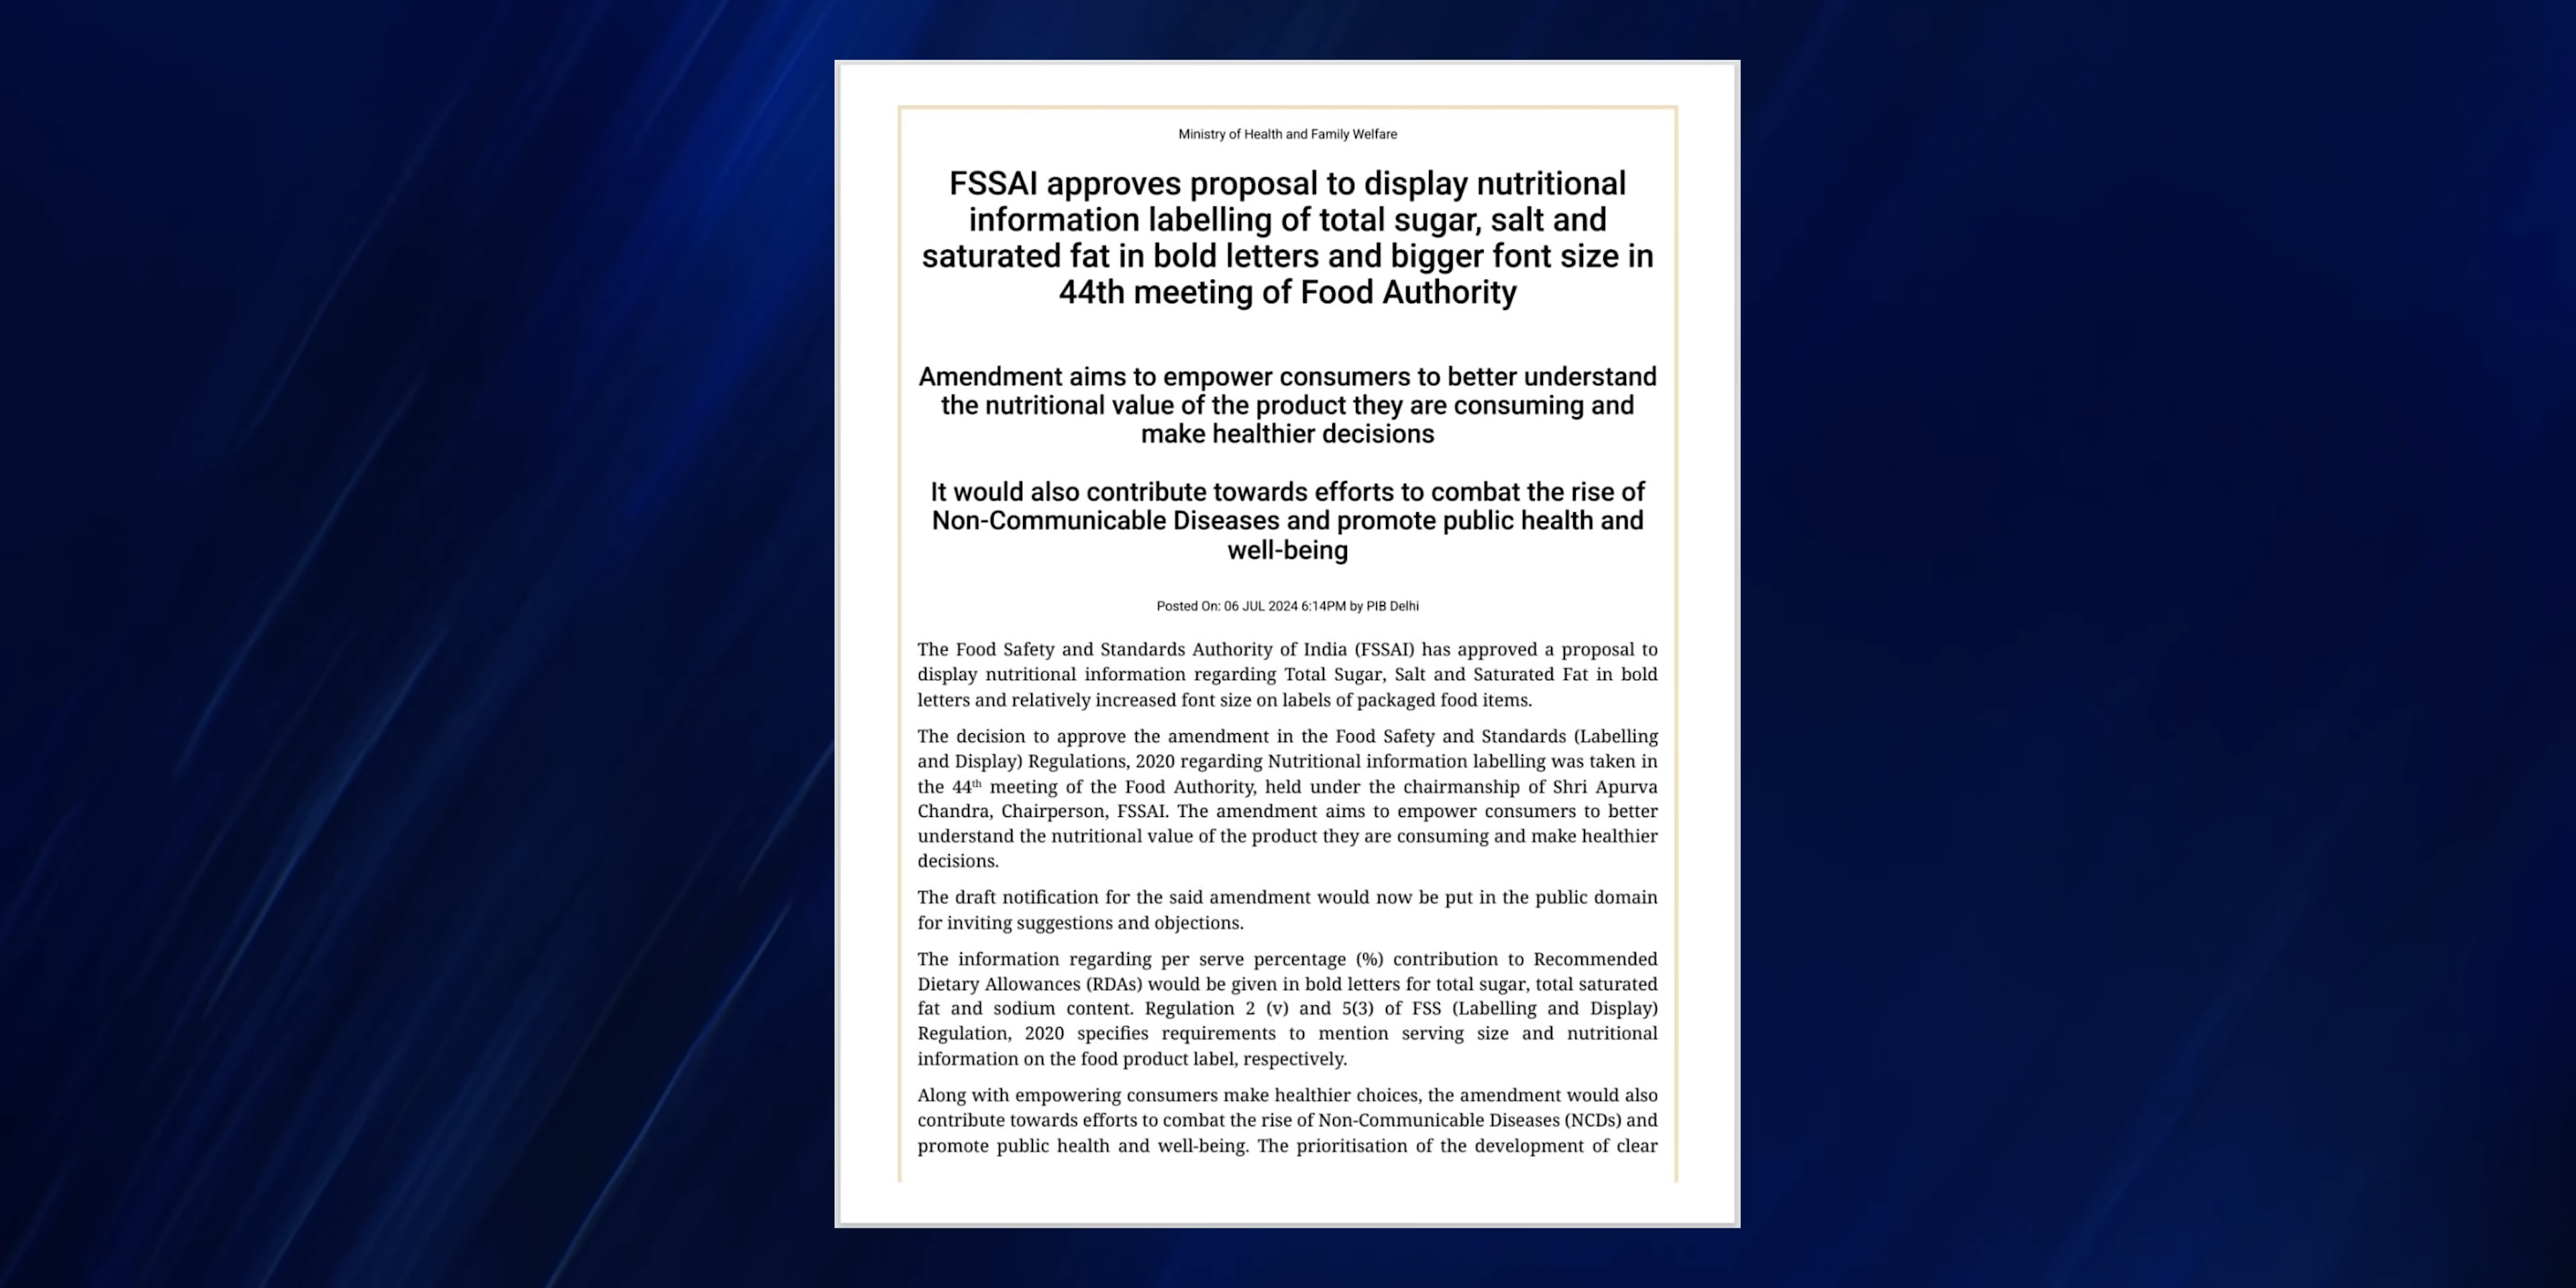 Ministry of Health and Family Welfare
FSSAI approves proposal to display nutritional
information labelling of total sugar, salt and
saturated fat in bold letters and bigger font size in
44th meeting of Food Authority
Amendment aims to empower consumers to better understand
the nutritional value of the product they are consuming and
make healthier decisions
It would also contribute towards efforts to combat the rise of
Non-Communicable Diseases and promote public health and
well-being
Posted On: 06 JUL 2024 6:14PM by PIB Delhi
The Food Safety and Standards Authority of India (FSSAI) has approved a proposal to
display nutritional information regarding Total Sugar, Salt and Saturated Fat in bold
letters and relatively increased font size on labels of packaged food items.
The decision to approve the amendment in the Food Safety and Standards (Labelling
and Display) Regulations, 2020 regarding Nutritional information labelling was taken in
the 44th meeting of the Food Authority, held under the chairmanship of Shri Apurva
Chandra, Chairperson, FSSAI. The amendment aims to empower consumers to better
understand the nutritional value of the product they are consuming and make healthier
decisions.
The draft notification for the said amendment would now be put in the public domain
for inviting suggestions and objections.
The information regarding per serve percentage (%) contribution to Recommended
Dietary Allowances (RDAs) would be given in bold letters for total sugar, total saturated
fat and sodium content. Regulation 2 (v) and 5(3) of FSS (Labelling and Display)
Regulation, 2020 specifies requirements to mention serving size and nutritional
information on the food product label, respectively.
Along with empowering consumers make healthier choices, the amendment would also
contribute towards efforts to combat the rise of Non-Communicable Diseases (NCDs) and
promote public health and well-being. The prioritisation of the development of clear